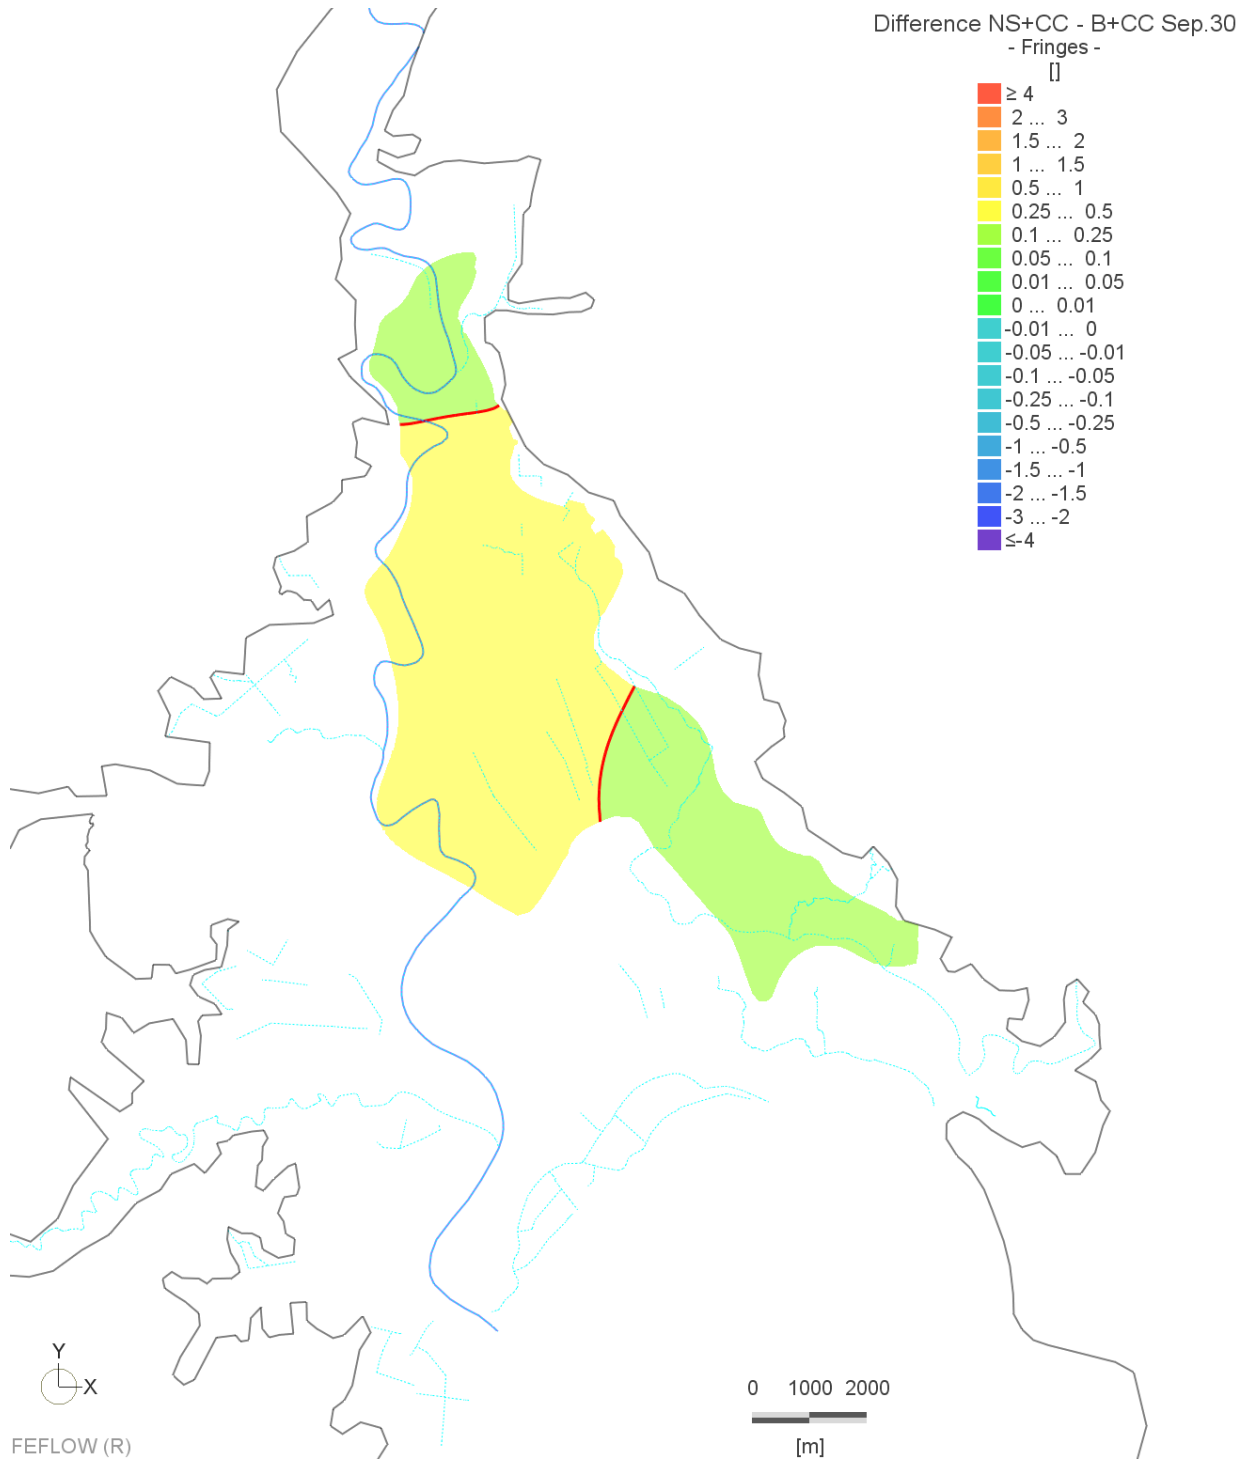 Difference NS+CC - B+CC Sep.30
- Fringes -
[]
≥ 4
2 ... 3
1.5 ... 2
1 ... 1.5
0.5 ... 1
0.25 ... 0.5
0.1 ... 0.25
0.05 ... 0.1
0.01 ... 0.05
0 ... 0.01
-0.01 ... 0
-0.05 ... -0.01
-0.1 ... -0.05
-0.25 ... -0.1
-0.5 ... -0.25
-1 ... -0.5
-1.5 ... -1
-2 ... -1.5
-3 ... -2
≤-4
Y
X
0 1000 2000
[m]
FEFLOW (R)